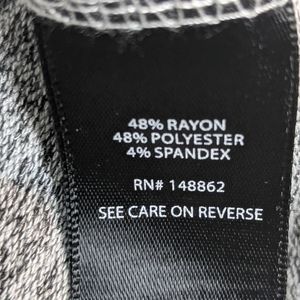 48% RAYON
48% POLYESTER
4% SPANDEX
RN# 148862
SEE CARE ON REVERSE